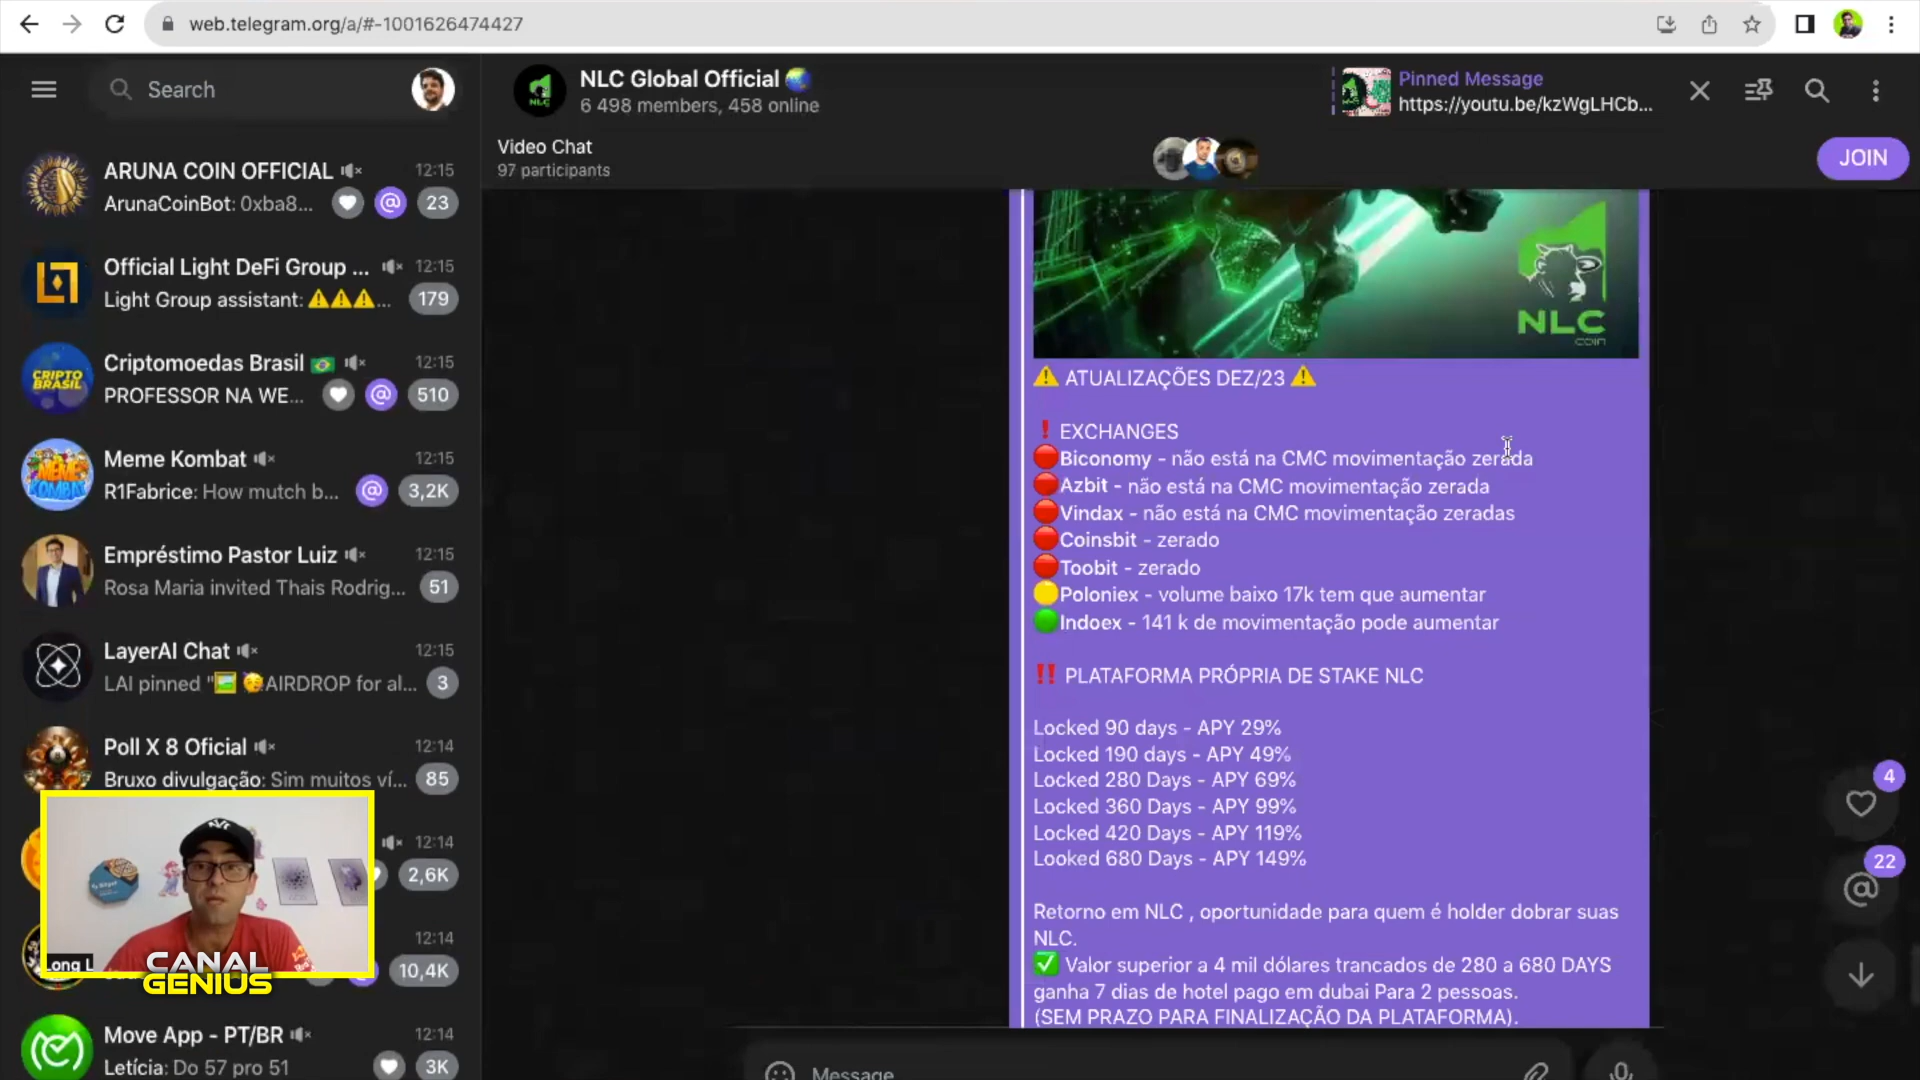 web.telegram.org/a/#-1001626474427
Search
NLC
NLC Global Official
6 498 members, 458 online
Pinned Message
https://youtu.be/kzWgLHCb...
Video Chat
97 participants
JOIN
ARUNA COIN OFFICIAL
12:15
ArunaCoinBot: 0xba8...
@
23
Official Light DeFi Group ...
12:15
Light Group assistant: ⚠️⚠️⚠️...
179
CRIPTO
BRASIL
Criptomoedas Brasil
12:15
PROFESSOR NA WE...
@
510
MEME
KOMBAT
Meme Kombat
12:15
R1Fabrice: How mutch b...
@
3,2K
Empréstimo Pastor Luiz
12:15
Rosa Maria invited Thais Rodrig...
51
LayerAI Chat
12:15
LAI pinned "🖼️ 🥳AIRDROP for al...
3
Poll X 8 Oficial
12:14
Bruxo divulgação: Sim muitos ví...
85
12:14
2,6K
12:14
10,4K
Long L
CANAL
GENIUS
Move App - PT/BR
12:14
Letícia: Do 57 pro 51
3K
NLC
COIN
⚠️ ATUALIZAÇÕES DEZ/23 ⚠️
❗ EXCHANGES
🔴Biconomy - não está na CMC movimentação zerada
🔴Azbit - não está na CMC movimentação zerada
🔴Vindax - não está na CMC movimentação zeradas
🔴Coinsbit - zerado
🔴Toobit - zerado
🟡Poloniex - volume baixo 17k tem que aumentar
🟢Indoex - 141 k de movimentação pode aumentar
‼️ PLATAFORMA PRÓPRIA DE STAKE NLC
Locked 90 days - APY 29%
Locked 190 days - APY 49%
Locked 280 Days - APY 69%
Locked 360 Days - APY 99%
Locked 420 Days - APY 119%
Looked 680 Days - APY 149%
Retorno em NLC , oportunidade para quem é holder dobrar suas
NLC.
✅ Valor superior a 4 mil dólares trancados de 280 a 680 DAYS
ganha 7 dias de hotel pago em dubai Para 2 pessoas.
(SEM PRAZO PARA FINALIZAÇÃO DA PLATAFORMA).
4
22
@
Message